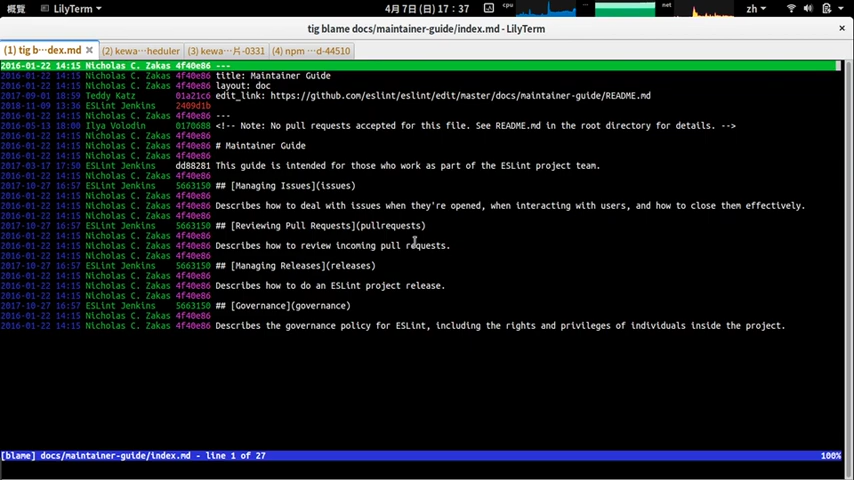 概覽 LilyTerm 4月7日 (日) 17：37 cpu net zh
tig blame docs/maintainer-guide/index.md - LilyTerm
(1) tig b···dex.md (2) kewa···heduler (3) kewa···片-0331 (4) npm ···d-44510
2016-01-22 14:15 Nicholas C. Zakas 4f40e86 ---
2016-01-22 14:15 Nicholas C. Zakas 4f40e86 title: Maintainer Guide
2016-01-22 14:15 Nicholas C. Zakas 4f40e86 layout: doc
2017-09-01 18:59 Teddy Katz 01a21c6 edit_link: https://github.com/eslint/eslint/edit/master/docs/maintainer-guide/README.md
2018-11-09 13:36 ESLint Jenkins 2409d1b
2016-01-22 14:15 Nicholas C. Zakas 4f40e86 ---
2016-05-13 18:00 Ilya Volodin 0170688 <!-- Note: No pull requests accepted for this file. See README.md in the root directory for details. -->
2016-01-22 14:15 Nicholas C. Zakas 4f40e86
2016-01-22 14:15 Nicholas C. Zakas 4f40e86 # Maintainer Guide
2016-01-22 14:15 Nicholas C. Zakas 4f40e86
2017-03-17 17:50 ESLint Jenkins dd88281 This guide is intended for those who work as part of the ESLint project team.
2016-01-22 14:15 Nicholas C. Zakas 4f40e86
2017-10-27 16:57 ESLint Jenkins 5663150 ## [Managing Issues](issues)
2016-01-22 14:15 Nicholas C. Zakas 4f40e86
2016-01-22 14:15 Nicholas C. Zakas 4f40e86 Describes how to deal with issues when they're opened, when interacting with users, and how to close them effectively.
2016-01-22 14:15 Nicholas C. Zakas 4f40e86
2017-10-27 16:57 ESLint Jenkins 5663150 ## [Reviewing Pull Requests](pullrequests)
2016-01-22 14:15 Nicholas C. Zakas 4f40e86
2016-01-22 14:15 Nicholas C. Zakas 4f40e86 Describes how to review incoming pull requests.
2016-01-22 14:15 Nicholas C. Zakas 4f40e86
2017-10-27 16:57 ESLint Jenkins 5663150 ## [Managing Releases](releases)
2016-01-22 14:15 Nicholas C. Zakas 4f40e86
2016-01-22 14:15 Nicholas C. Zakas 4f40e86 Describes how to do an ESLint project release.
2016-01-22 14:15 Nicholas C. Zakas 4f40e86
2017-10-27 16:57 ESLint Jenkins 5663150 ## [Governance](governance)
2016-01-22 14:15 Nicholas C. Zakas 4f40e86
2016-01-22 14:15 Nicholas C. Zakas 4f40e86 Describes the governance policy for ESLint, including the rights and privileges of individuals inside the project.
[blame] docs/maintainer-guide/index.md - line 1 of 27 100%